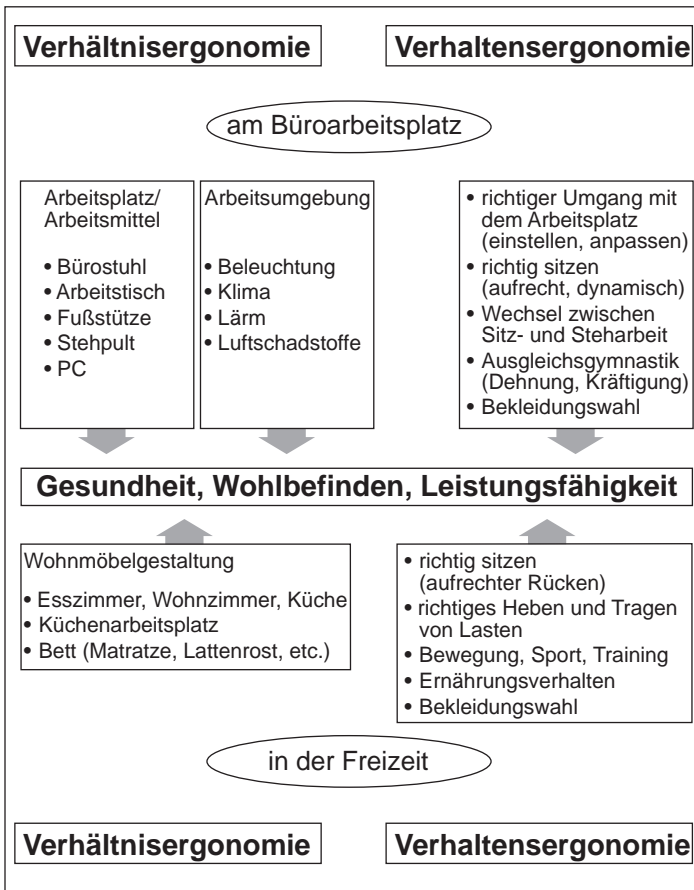 Verhältnisergonomie
Verhaltensergonomie
am Büroarbeitsplatz
Arbeitsplatz/
Arbeitsmittel
• Bürostuhl
• Arbeitstisch
• Fußstütze
• Stehpult
• PC
Arbeitsumgebung
• Beleuchtung
• Klima
• Lärm
• Luftschadstoffe
• richtiger Umgang mit
dem Arbeitsplatz
(einstellen, anpassen)
• richtig sitzen
(aufrecht, dynamisch)
• Wechsel zwischen
Sitz- und Steharbeit
• Ausgleichsgymnastik
(Dehnung, Kräftigung)
• Bekleidungswahl
Gesundheit, Wohlbefinden, Leistungsfähigkeit
Wohnmöbelgestaltung
• Esszimmer, Wohnzimmer, Küche
• Küchenarbeitsplatz
• Bett (Matratze, Lattenrost, etc.)
• richtig sitzen
(aufrechter Rücken)
• richtiges Heben und Tragen
von Lasten
• Bewegung, Sport, Training
• Ernährungsverhalten
• Bekleidungswahl
in der Freizeit
Verhältnisergonomie
Verhaltensergonomie